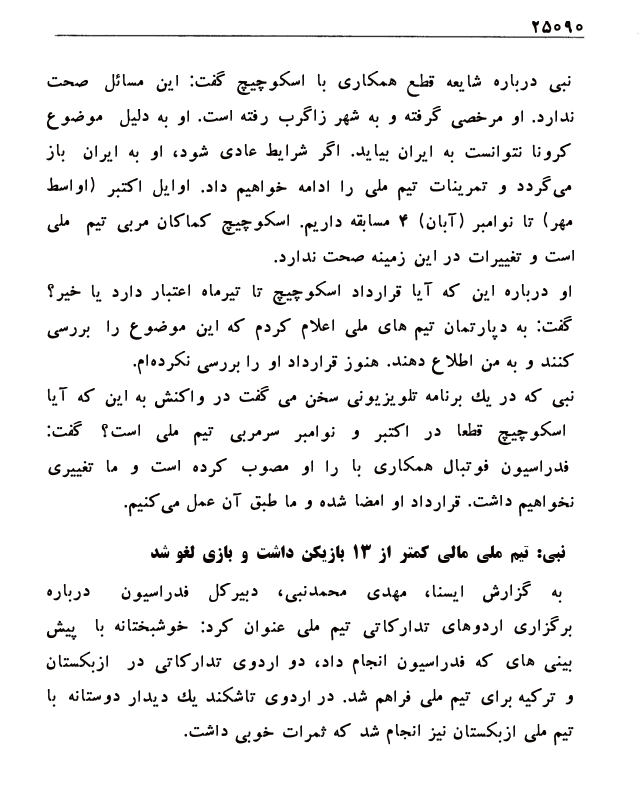 ۲۵۰۹۰
نبی درباره شایعه قطع همکاری با اسکوچیچ گفت: این مسائل صحت
ندارد. او مرخصی گرفته و به شهر زاگرب رفته است. او به دلیل موضوع
کرونا نتوانست به ایران بیاید. اگر شرایط عادی شود، او به ایران باز
می‌گردد و تمرینات تیم ملی را ادامه خواهیم داد. اوایل اکتبر (اواسط
مهر) تا نوامبر (آبان) ۴ مسابقه داریم. اسکوچیچ کماکان مربی تیم ملی
است و تغییرات در این زمینه صحت ندارد.
او درباره این که آیا قرارداد اسکوچیچ تا تیرماه اعتبار دارد یا خیر؟
گفت: به دپارتمان تیم های ملی اعلام کردم که این موضوع را بررسی
کنند و به من اطلاع دهند. هنوز قرارداد او را بررسی نکرده‌ام.
نبی که در یك برنامه تلویزیونی سخن می گفت در واکنش به این که آیا
اسکوچیچ قطعا در اکتبر و نوامبر سرمربی تیم ملی است؟ گفت:
فدراسیون فوتبال همکاری با را او مصوب کرده است و ما تغییری
نخواهیم داشت. قرارداد او امضا شده و ما طبق آن عمل می‌کنیم.
نبی: تیم ملی مالی کمتر از ۱۳ بازیکن داشت و بازی لغو شد
به گزارش ایسنا، مهدی محمدنبی، دبیرکل فدراسیون درباره
برگزاری اردوهای تدارکاتی تیم ملی عنوان کرد: خوشبختانه با پیش
بینی های که فدراسیون انجام داد، دو اردوی تدارکاتی در ازبکستان
و ترکیه برای تیم ملی فراهم شد. در اردوی تاشکند یك دیدار دوستانه با
تیم ملی ازبکستان نیز انجام شد که ثمرات خوبی داشت.